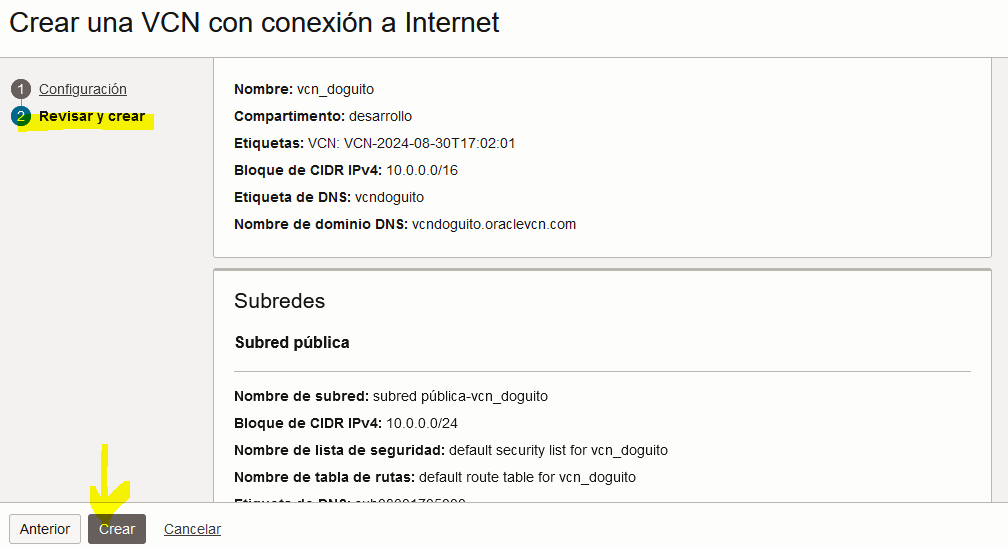 Crear una VCN con conexión a Internet
1 Configuración
2 Revisar y crear
Nombre: vcn_doguito
Compartimento: desarrollo
Etiquetas: VCN: VCN-2024-08-30T17:02:01
Bloque de CIDR IPv4: 10.0.0.0/16
Etiqueta de DNS: vcndoguito
Nombre de dominio DNS: vcndoguito.oraclevcn.com
Subredes
Subred pública
Nombre de subred: subred pública-vcn_doguito
Bloque de CIDR IPv4: 10.0.0.0/24
Nombre de lista de seguridad: default security list for vcn_doguito
Nombre de tabla de rutas: default route table for vcn_doguito
Etiqueta de DNS:
Anterior Crear Cancelar